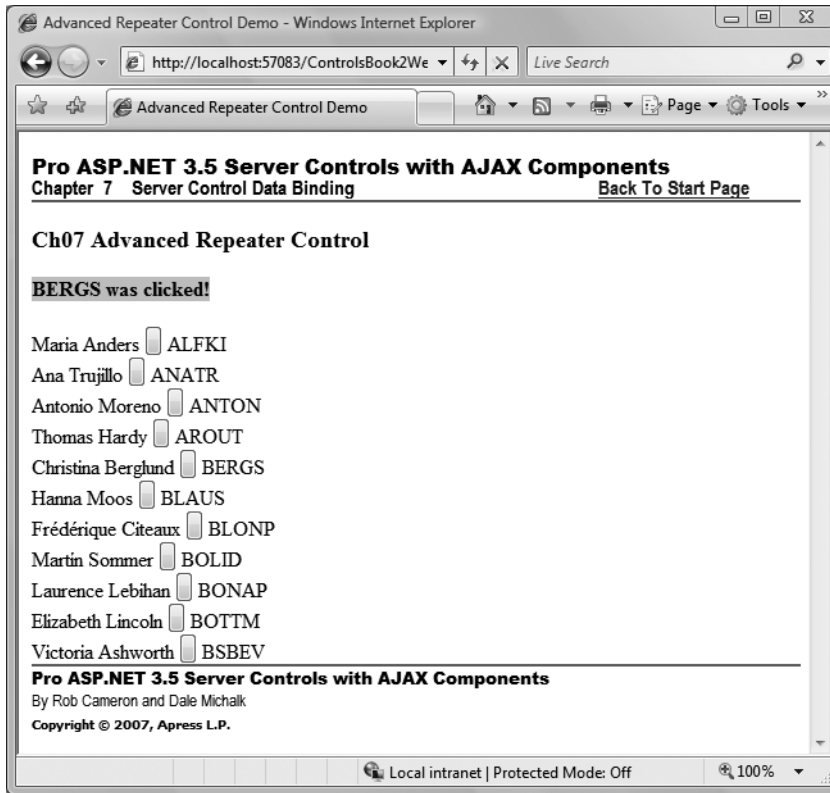 Advanced Repeater Control Demo - Windows Internet Explorer
http://localhost:57083/ControlsBook2We
Live Search
Advanced Repeater Control Demo
Page
Tools
Pro ASP.NET 3.5 Server Controls with AJAX Components
Chapter 7 Server Control Data Binding Back To Start Page
Ch07 Advanced Repeater Control
BERGS was clicked!
Maria Anders ALFKI
Ana Trujillo ANATR
Antonio Moreno ANTON
Thomas Hardy AROUT
Christina Berglund BERGS
Hanna Moos BLAUS
Frédérique Citeaux BLONP
Martín Sommer BOLID
Laurence Lebihan BONAP
Elizabeth Lincoln BOTTM
Victoria Ashworth BSBEV
Pro ASP.NET 3.5 Server Controls with AJAX Components
By Rob Cameron and Dale Michalk
Copyright © 2007, Apress L.P.
Local intranet | Protected Mode: Off
100%